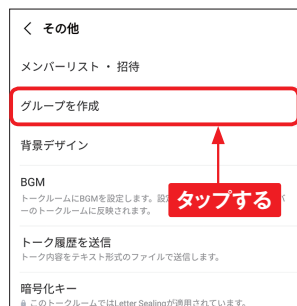 その他
メンバーリスト・招待
グループを作成
背景デザイン
BGM
トークルームにBGMを設定します。設
ーのトークルームに反映されます。
タップする
トーク履歴を送信
トーク内容をテキスト形式のファイルで送信します。
暗号化キー
このトークルームではLetter Sealingが適用されています。